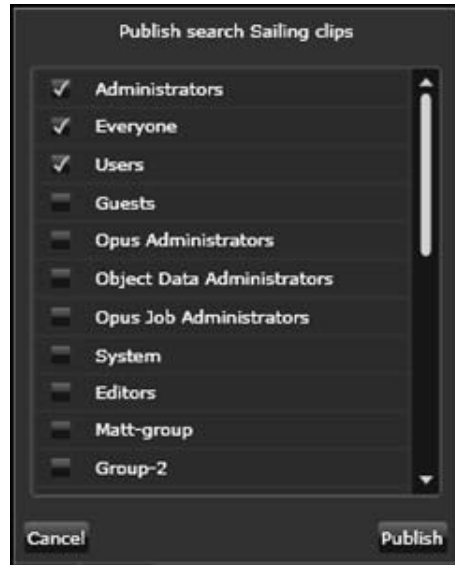 Publish search Sailing clips
Administrators
Everyone
Users
Guests
Opus Administrators
Object Data Administrators
Opus Job Administrators
System
Editors
Matt-group
Group-2
Cancel
Publish